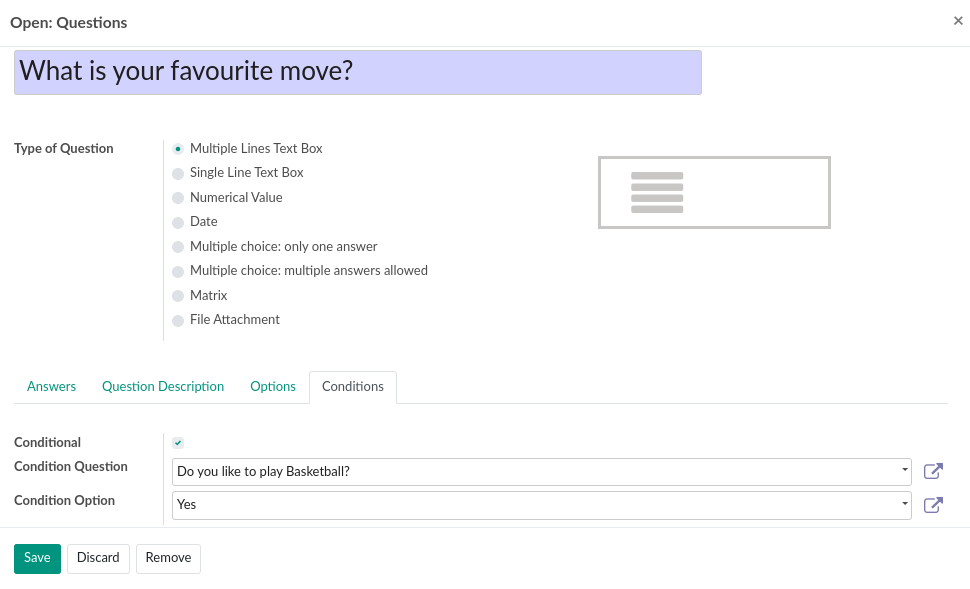 Open: Questions ×
What is your favourite move?
Type of Question
Multiple Lines Text Box
Single Line Text Box
Numerical Value
Date
Multiple choice: only one answer
Multiple choice: multiple answers allowed
Matrix
File Attachment
Answers Question Description Options Conditions
Conditional
Condition Question Do you like to play Basketball?
Condition Option Yes
Save Discard Remove